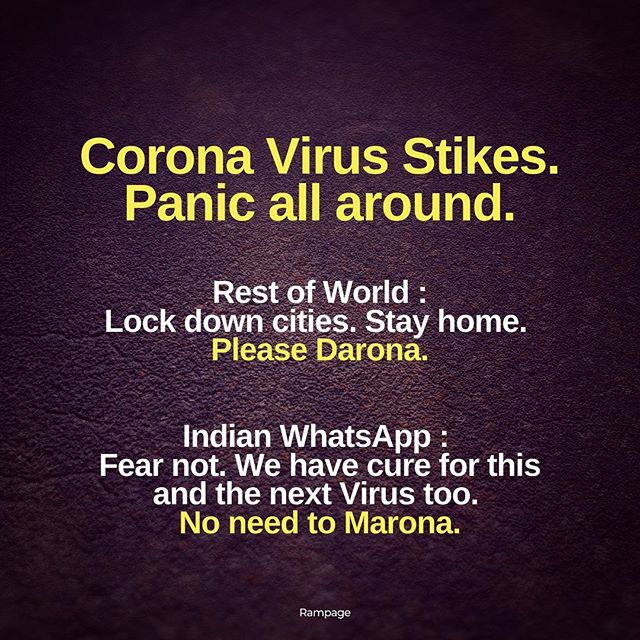 Corona Virus Stikes.
Panic all around.
Rest of World :
Lock down cities. Stay home.
Please Darona.
Indian WhatsApp :
Fear not. We have cure for this
and the next Virus too.
No need to Marona.
Rampage